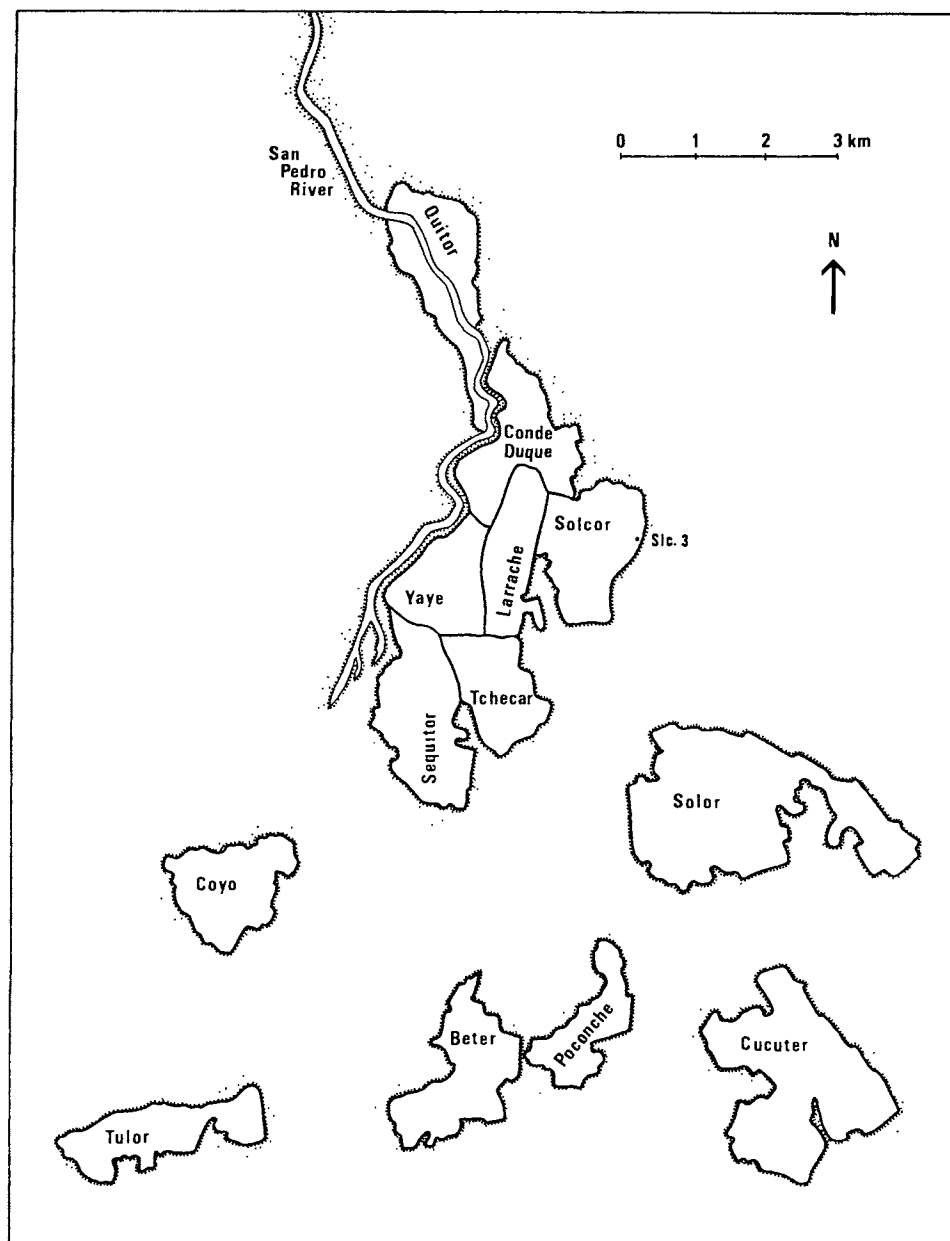 0 1 2 3 km
San
Pedro
River
Quitor
N
Conde
Duque
Solcor
Slc. 3
Larrache
Yaye
Tchecar
Sequitor
Solor
Coyo
Beter
Poconche
Cucuter
Tulor